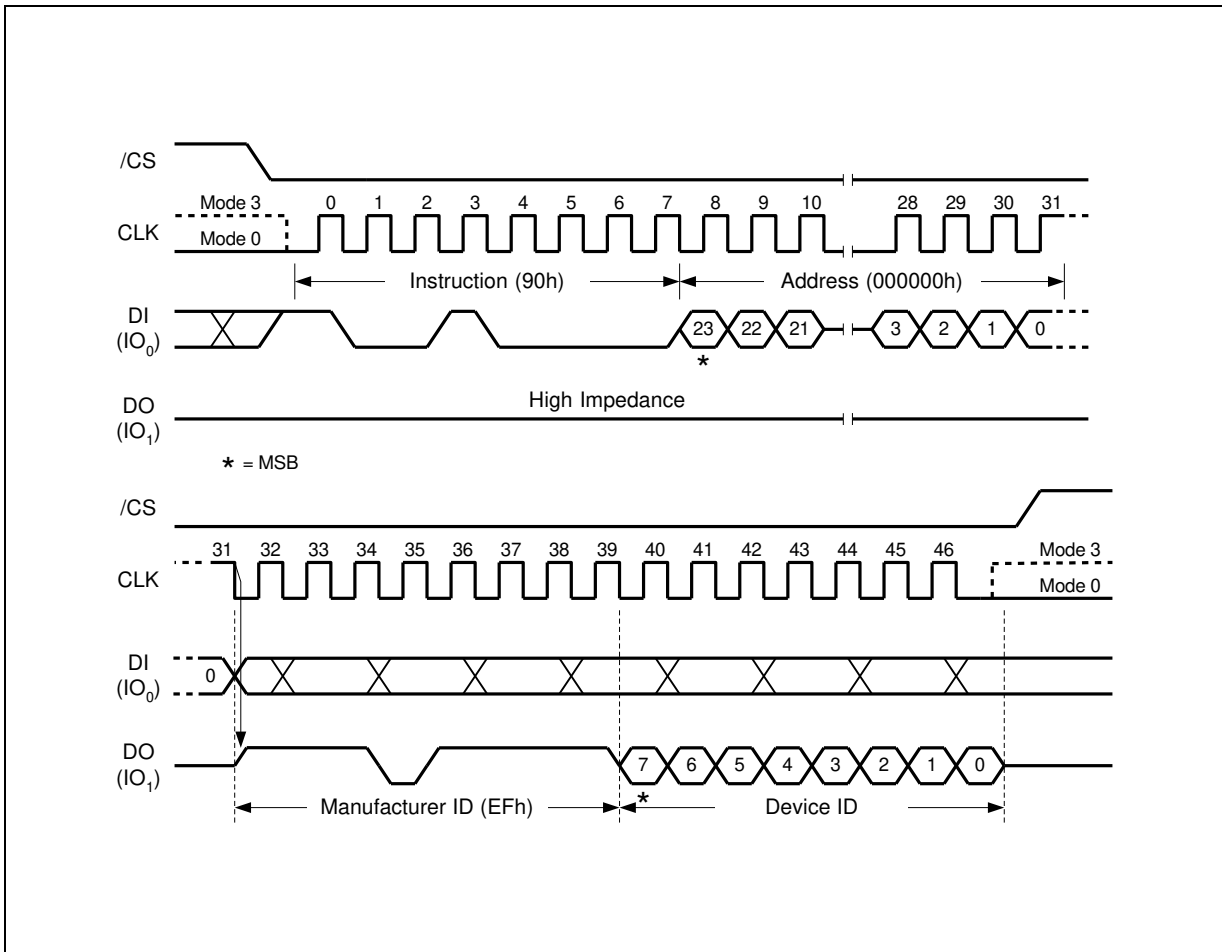 /CS
Mode 3 0 1 2 3 4 5 6 7 8 9 10 28 29 30 31
CLK
Mode 0
Instruction (90h) Address (000000h)
DI
(IO0) 23 22 21 3 2 1 0
*
High Impedance
DO
(IO1)
* = MSB
/CS
31 32 33 34 35 36 37 38 39 40 41 42 43 44 45 46 Mode 3
CLK
Mode 0
DI
(IO0) 0
DO
(IO1) 7 6 5 4 3 2 1 0
*
Manufacturer ID (EFh) Device ID